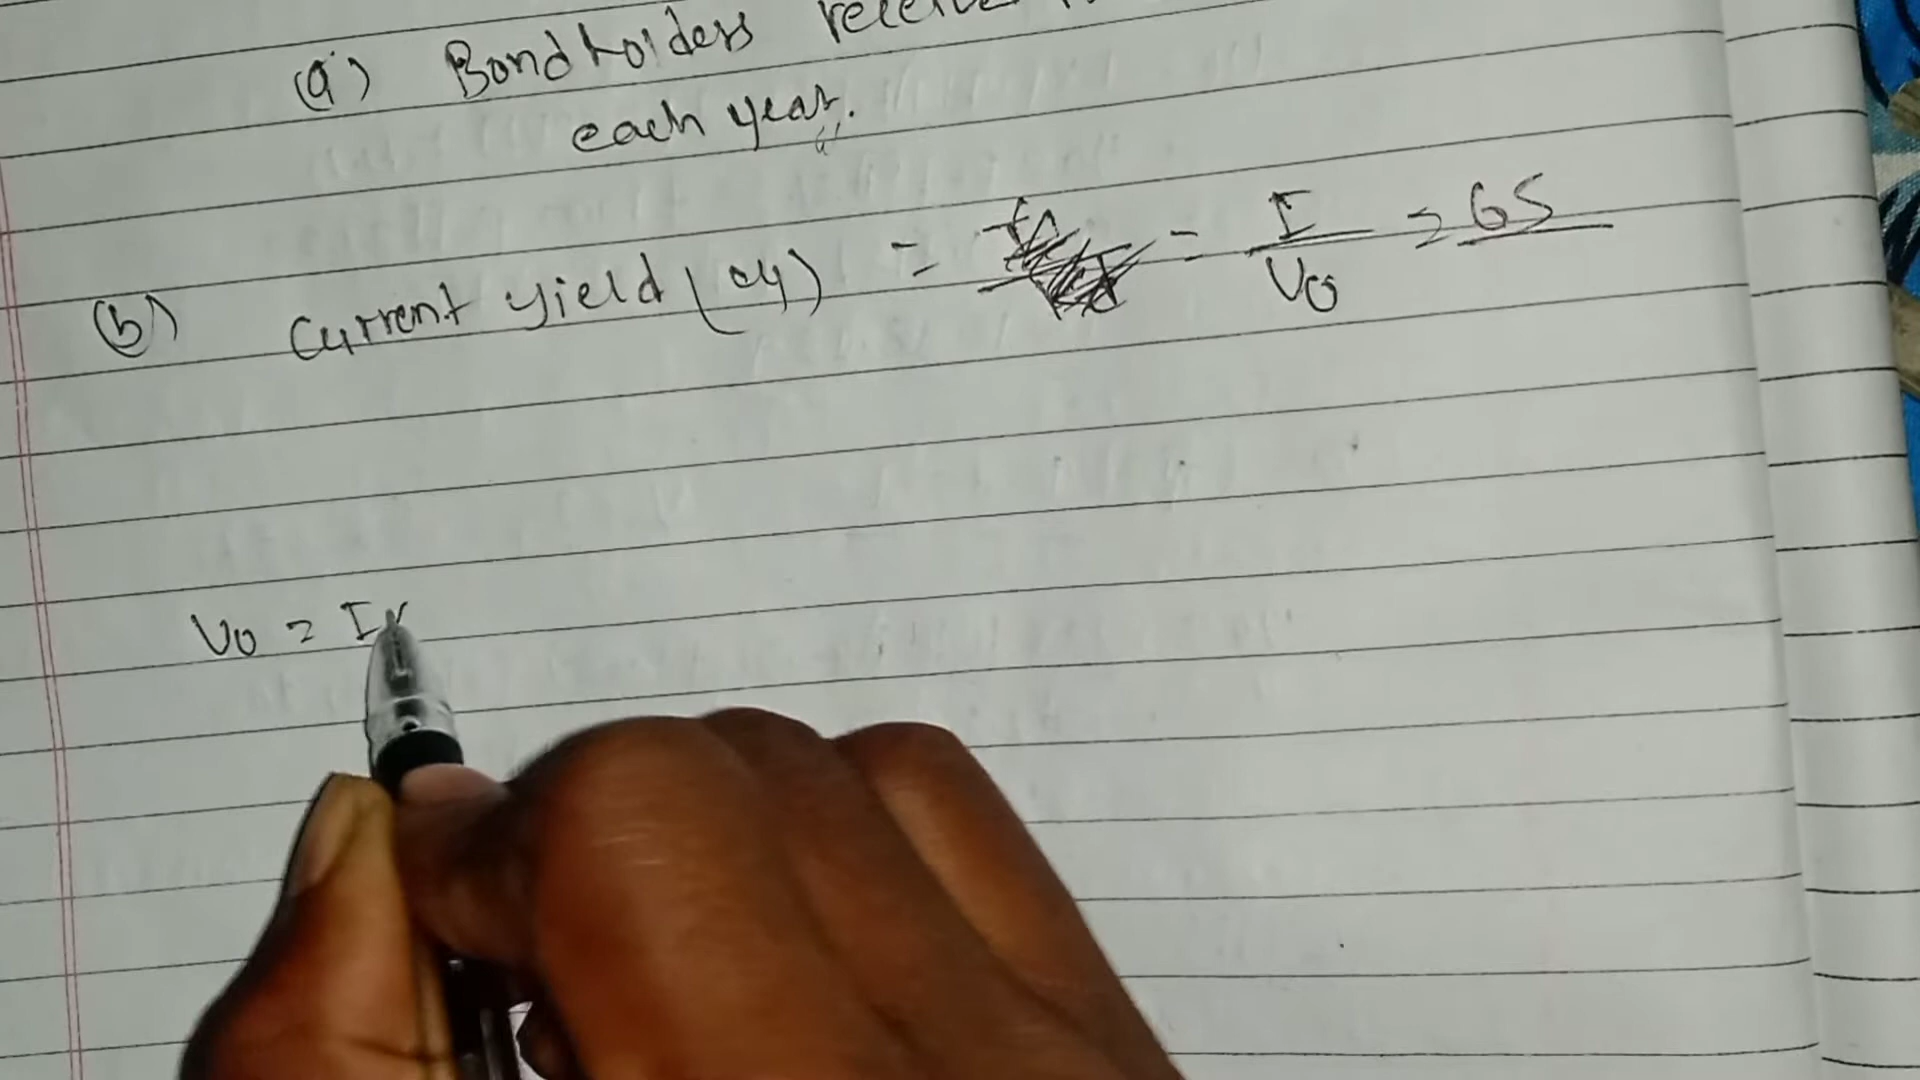 (a) Bondholders
each year.
(b) Current yield (cy) = = I / V0 = 65
V0 = I